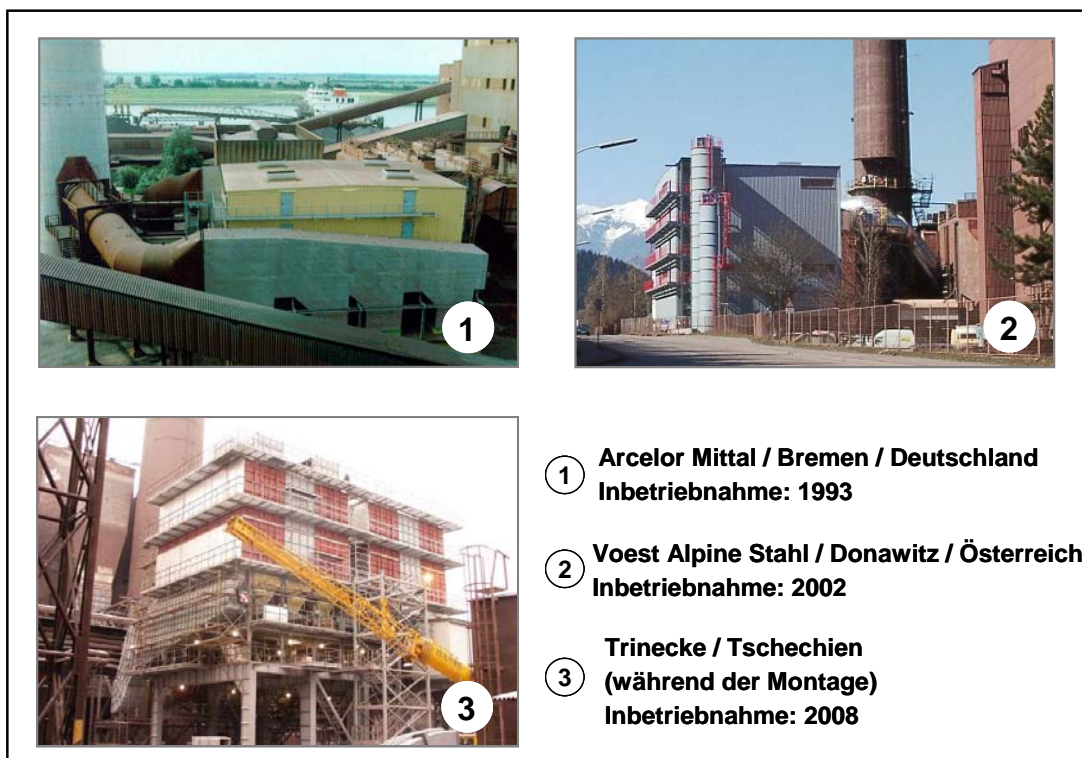 1
2
3
1 Arcelor Mittal / Bremen / Deutschland
Inbetriebnahme: 1993
2 Voest Alpine Stahl / Donawitz / Österreich
Inbetriebnahme: 2002
Trinecke / Tschechien
3 (während der Montage)
Inbetriebnahme: 2008